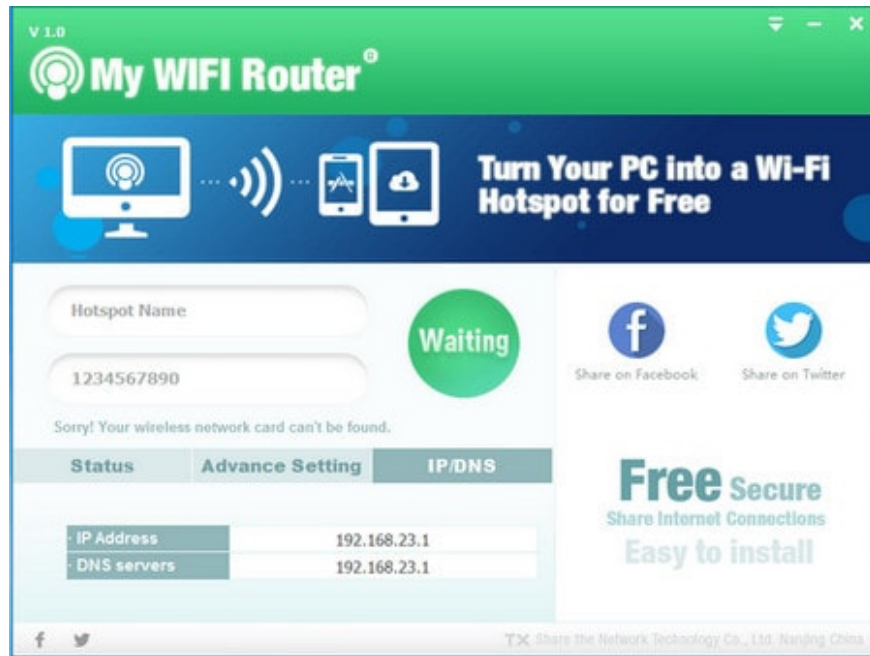 V 1.0
My WIFI Router®
Turn Your PC into a Wi-Fi
Hotspot for Free
Hotspot Name
Waiting
1234567890
Share on Facebook
Share on Twitter
Sorry! Your wireless network card can't be found.
Status
Advance Setting
IP/DNS
Free Secure
Share Internet Connections
Easy to install
· IP Address 192.168.23.1
· DNS servers 192.168.23.1
TX Share the Network Technology Co., Ltd. Nanjing China